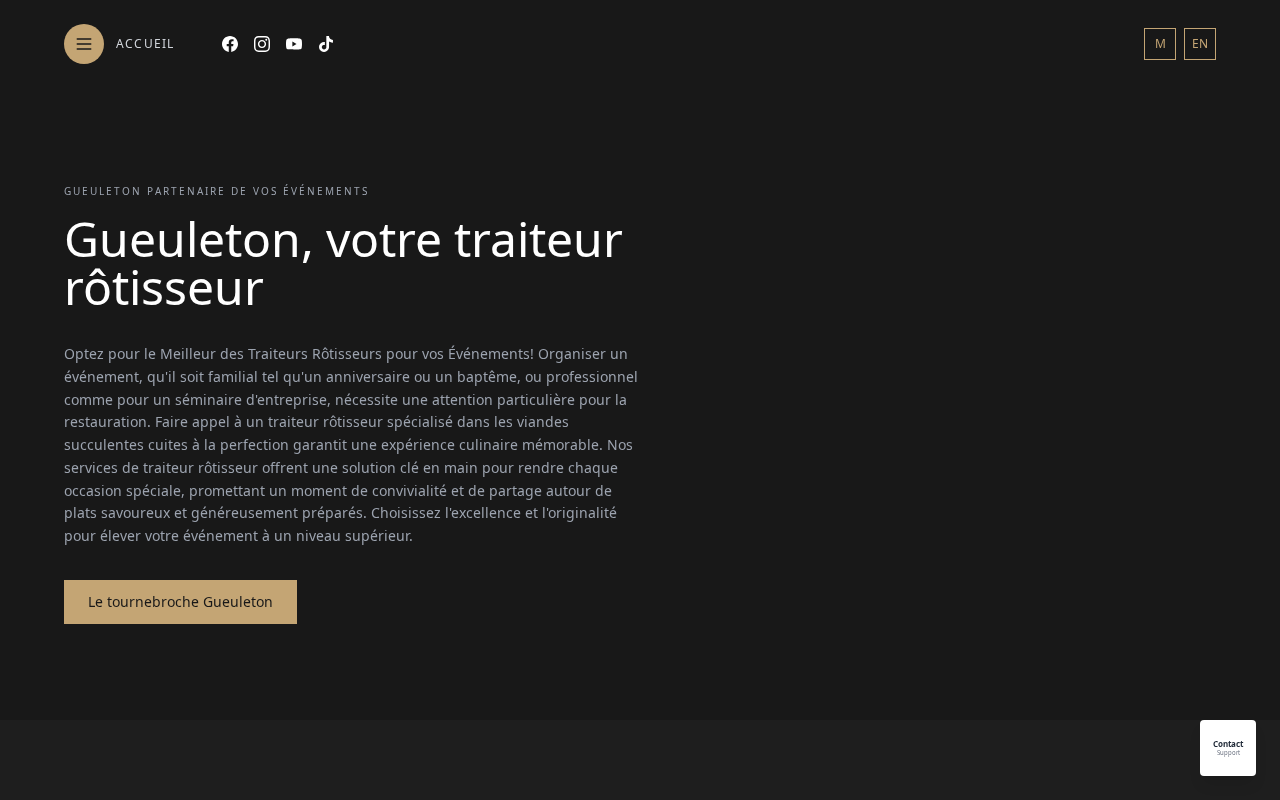 ACCUEIL
M
EN
GUEULETON PARTENAIRE DE VOS ÉVÉNEMENTS
Gueuleton, votre traiteur
rôtisseur
Optez pour le Meilleur des Traiteurs Rôtisseurs pour vos Événements! Organiser un
événement, qu'il soit familial tel qu'un anniversaire ou un baptême, ou professionnel
comme pour un séminaire d'entreprise, nécessite une attention particulière pour la
restauration. Faire appel à un traiteur rôtisseur spécialisé dans les viandes
succulentes cuites à la perfection garantit une expérience culinaire mémorable. Nos
services de traiteur rôtisseur offrent une solution clé en main pour rendre chaque
occasion spéciale, promettant un moment de convivialité et de partage autour de
plats savoureux et généreusement préparés. Choisissez l'excellence et l'originalité
pour élever votre événement à un niveau supérieur.
Le tournebroche Gueuleton
Contact
Support